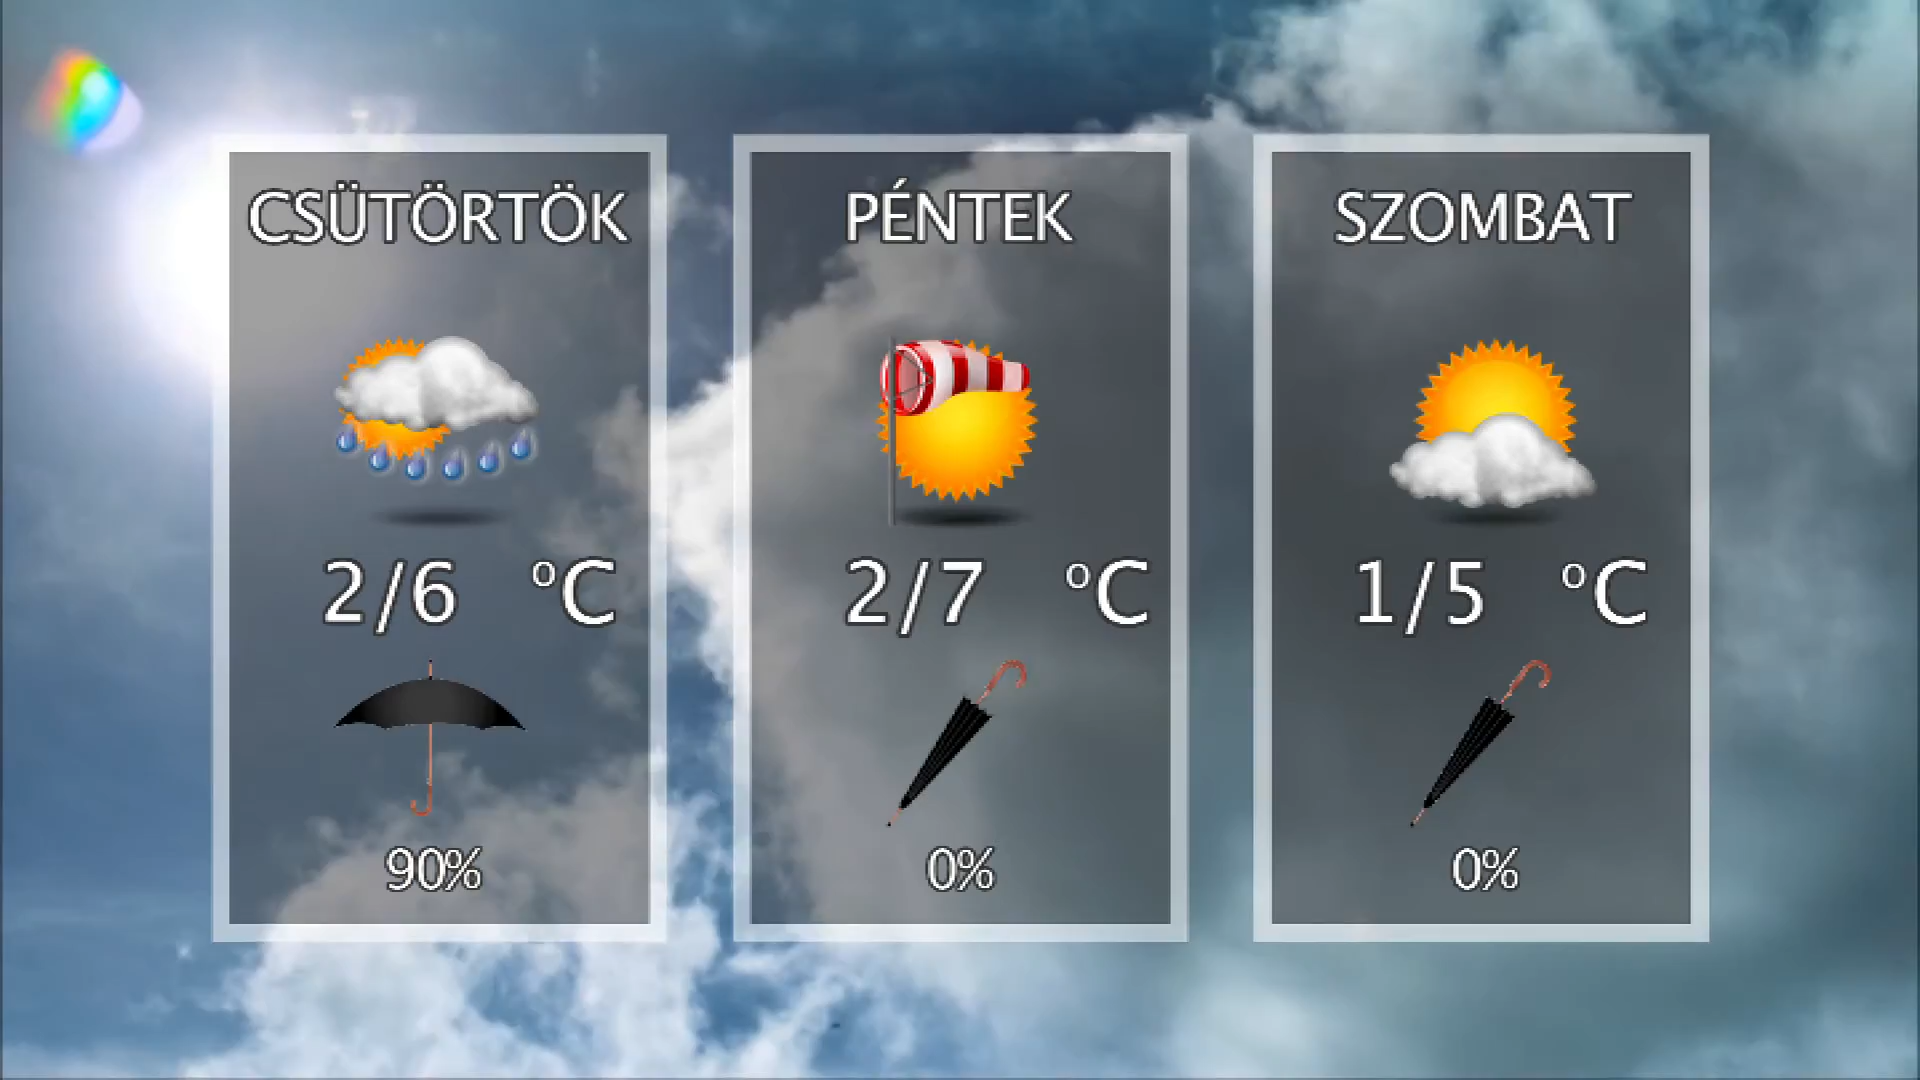 CSÜTÖRTÖK
2/6 °C
90%
PÉNTEK
2/7 °C
0%
SZOMBAT
1/5 °C
0%